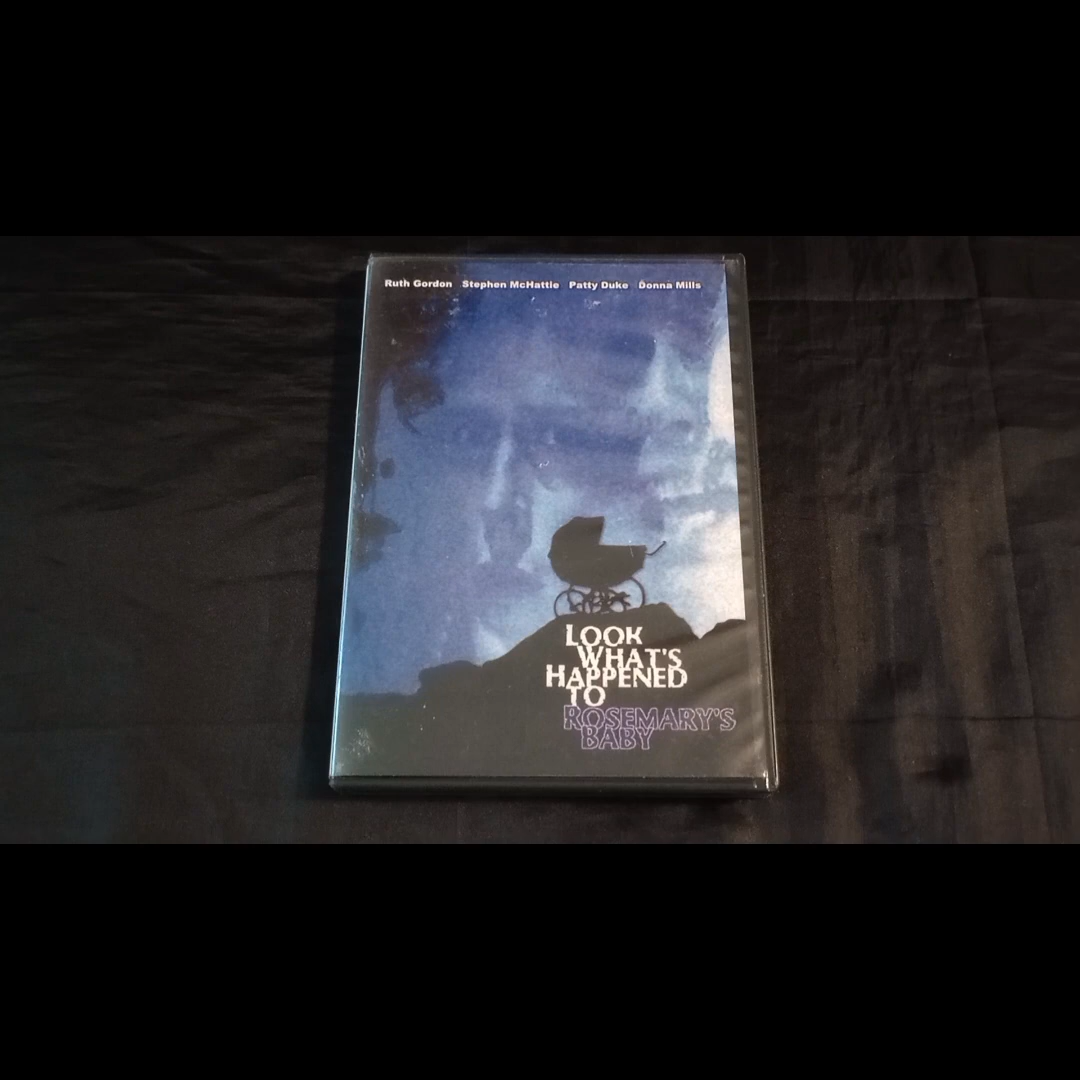 Ruth Gordon Stephen McHattie Patty Duke Donna Mills
LOOK
WHAT'S
HAPPENED
TO
ROSEMARY'S
BABY